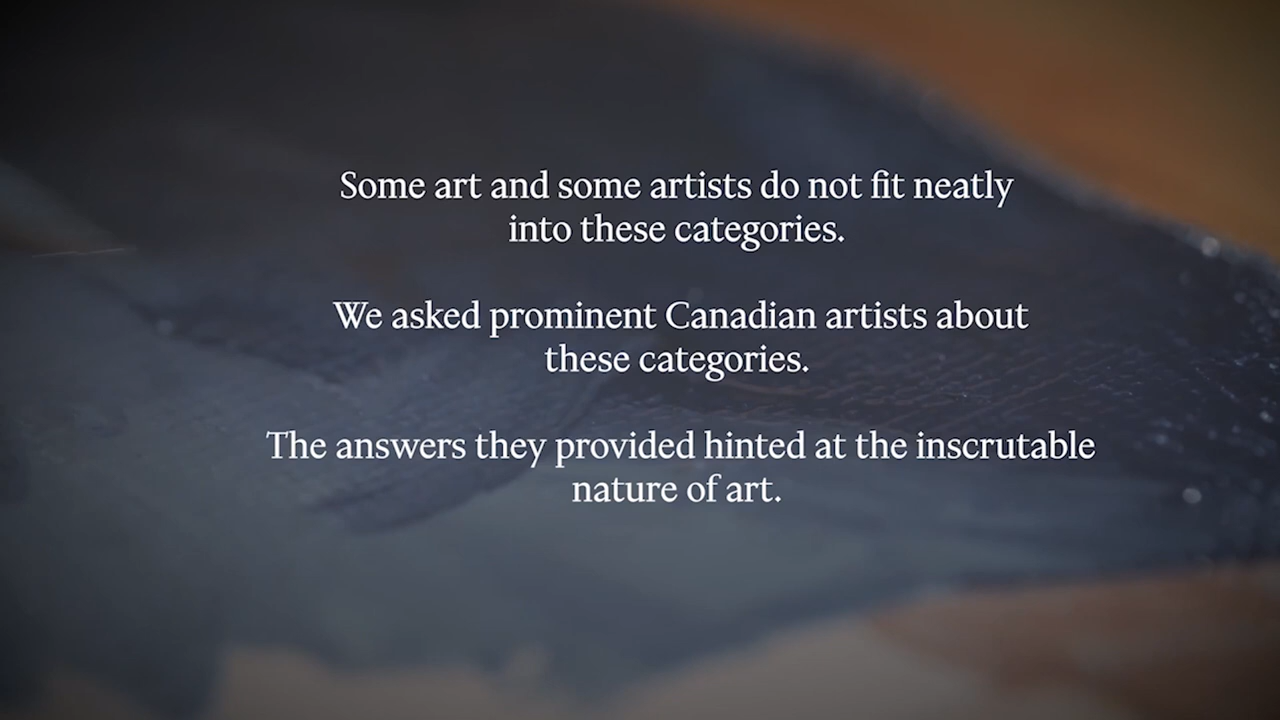 Some art and some artists do not fit neatly
into these categories.
We asked prominent Canadian artists about
these categories.
The answers they provided hinted at the inscrutable
nature of art.